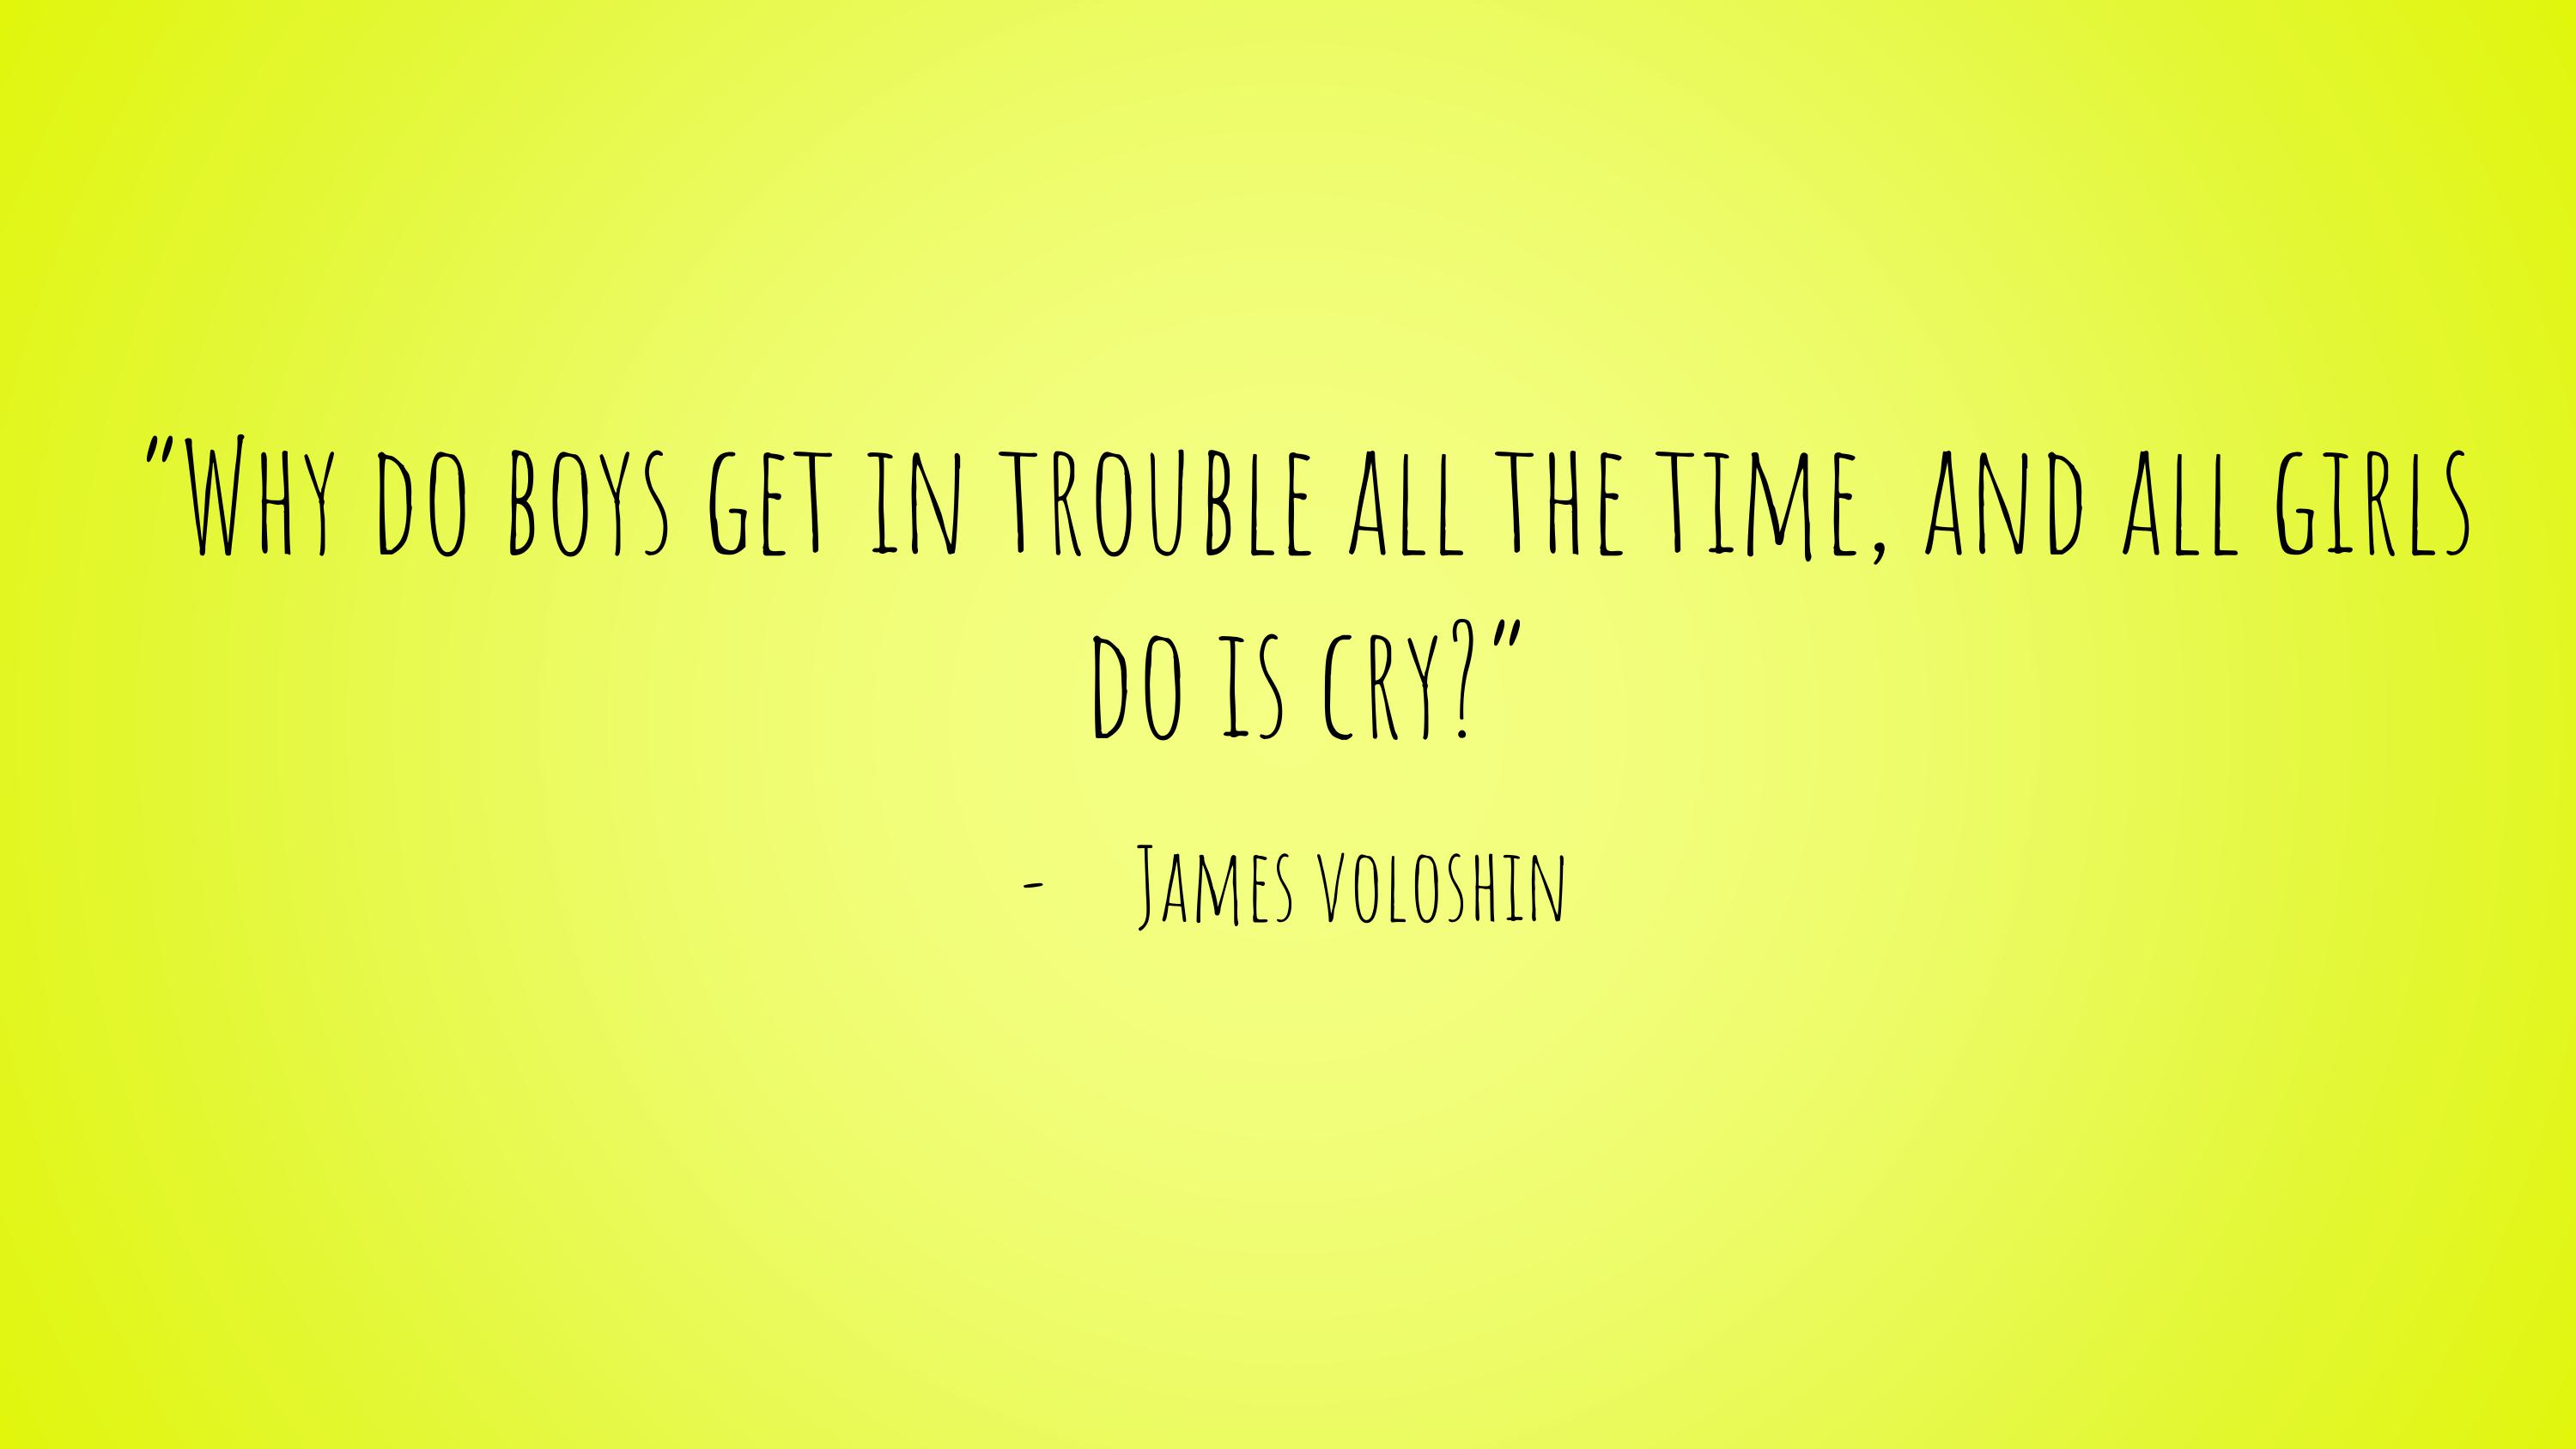 "Why do boys get in trouble all the time, and all girls
do is cry?"
- James Voloshin